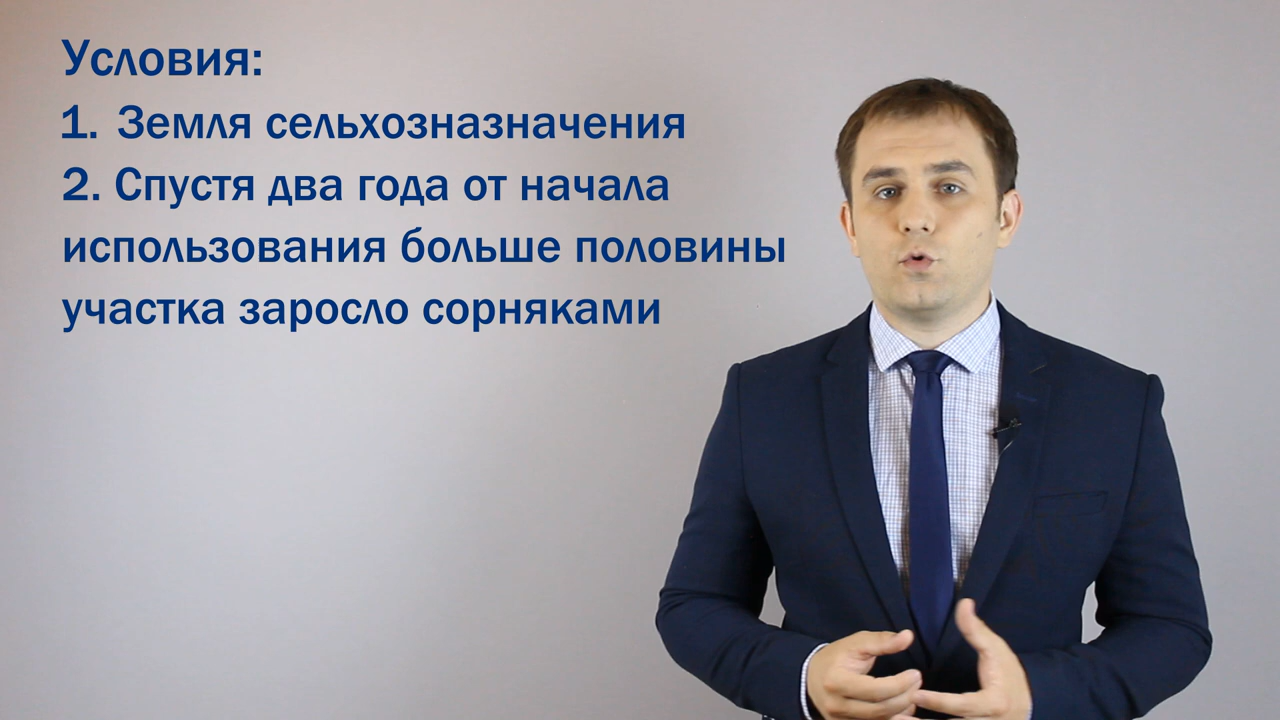 Условия:
1. Земля сельхозназначения
2. Спустя два года от начала
использования больше половины
участка заросло сорняками